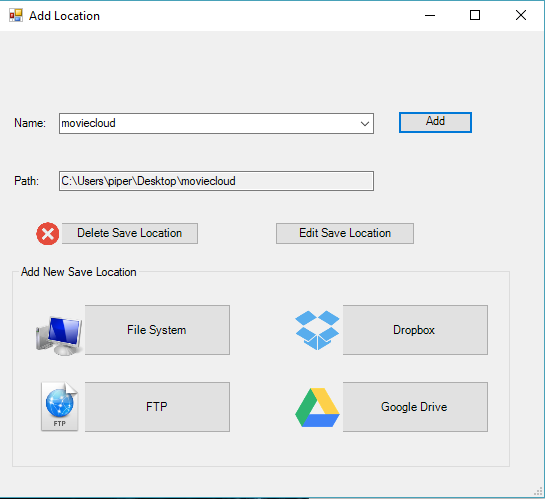 Add Location
Name: moviecloud Add
Path: C:\Users\piper\Desktop\moviecloud
Delete Save Location Edit Save Location
Add New Save Location
File System Dropbox
FTP FTP Google Drive